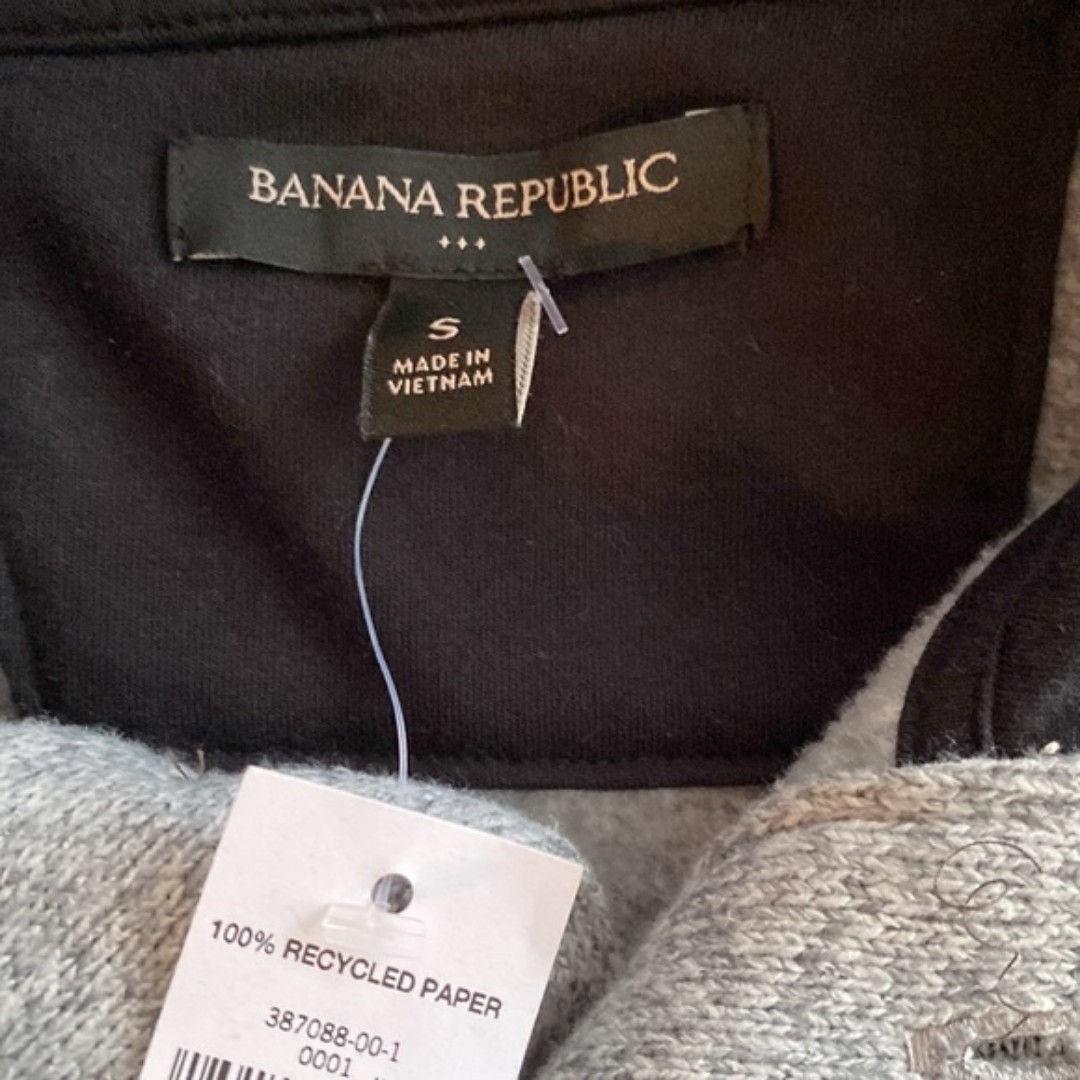 BANANA REPUBLIC
S
MADE IN
VIETNAM
100% RECYCLED PAPER
387088-00-1
0001